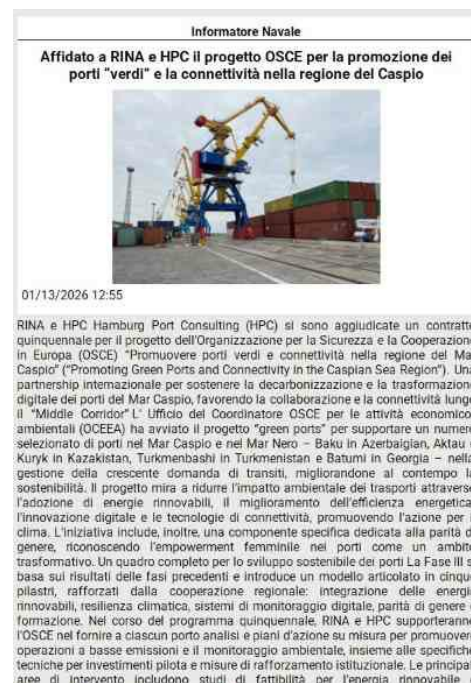 Informatore Navale
Affidato a RINA e HPC il progetto OSCE per la promozione dei
porti "verdi" e la connettività nella regione del Caspio
01/13/2026 12:55
RINA e HPC Hamburg Port Consulting (HPC) si sono aggiudicate un contratto
quinquennale per il progetto dell'Organizzazione per la Sicurezza e la Cooperazione
in Europa (OSCE) "Promuovere porti verdi e connettività nella regione del Mar
Caspio" ("Promoting Green Ports and Connectivity in the Caspian Sea Region"). Una
partnership internazionale per sostenere la decarbonizzazione e la trasformazione
digitale dei porti del Mar Caspio, favorendo la collaborazione e la connettività lungo
il "Middle Corridor" L' Ufficio del Coordinatore OSCE per le attività economico-
ambientali (OCEEA) ha avviato il progetto "green ports" per supportare un numero
selezionato di porti nel Mar Caspio e nel Mar Nero – Baku in Azerbaigian, Aktau e
Kuryk in Kazakistan, Turkmenbashi in Turkmenistan e Batumi in Georgia – nella
gestione della crescente domanda di transiti, migliorandone al contempo la
sostenibilità. Il progetto mira a ridurre l'impatto ambientale dei trasporti attraverso
l'adozione di energie rinnovabili, il miglioramento dell'efficienza energetica,
l'innovazione digitale e le tecnologie di connettività, promuovendo l'azione per il
clima. L'iniziativa include, inoltre, una componente specifica dedicata alla parità di
genere, riconoscendo l'empowerment femminile nei porti come un ambito
trasformativo. Un quadro completo per lo sviluppo sostenibile dei porti La Fase III si
basa sui risultati delle fasi precedenti e introduce un modello articolato in cinque
pilastri, rafforzati dalla cooperazione regionale: integrazione delle energie
rinnovabili, resilienza climatica, sistemi di monitoraggio digitale, parità di genere e
formazione. Nel corso del programma quinquennale, RINA e HPC supporteranno
l'OSCE nel fornire a ciascun porto analisi e piani d'azione su misura per promuovere
operazioni a basse emissioni e il monitoraggio ambientale, insieme alle specifiche
tecniche per investimenti pilota e misure di rafforzamento istituzionale. Le principali
aree di intervento includono studi di fattibilità per l'energia rinnovabile e